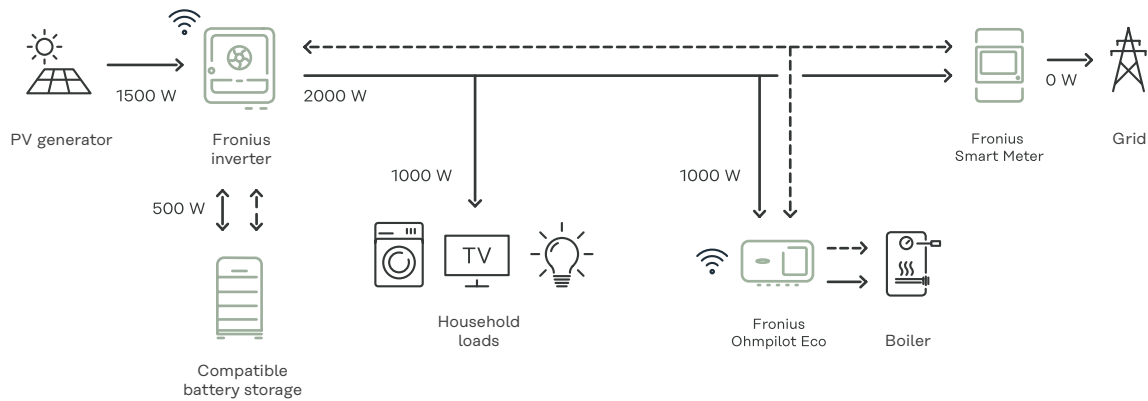 1500 W
2000 W
0 W
PV generator
Fronius
inverter
Fronius
Smart Meter
Grid
1000 W
1000 W
500 W
TV
Household
loads
Fronius
Ohmpilot Eco
Boiler
Compatible
battery storage